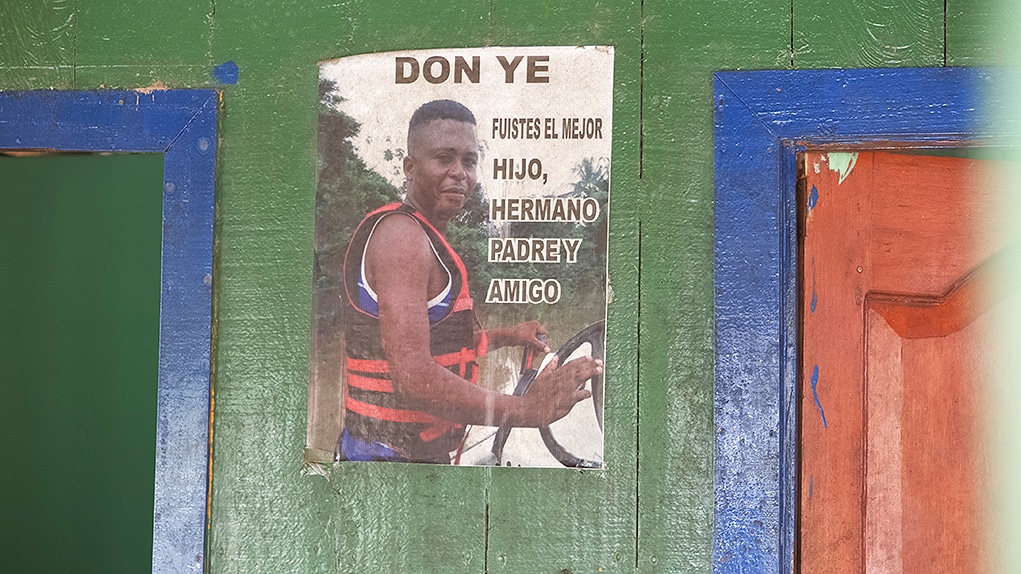 DON YE
FUISTES EL MEJOR
HIJO,
HERMANO
PADRE Y
AMIGO